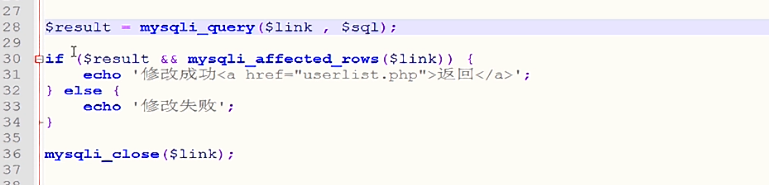 27
28 $result = mysqli_query($link , $sql);
29
30 if ($result && mysqli_affected_rows($link)) {
31 echo '修改成功<a href="userlist.php">返回</a>';
32 } else {
33 echo '修改失败';
34 }
35
36 mysqli_close($link);
37